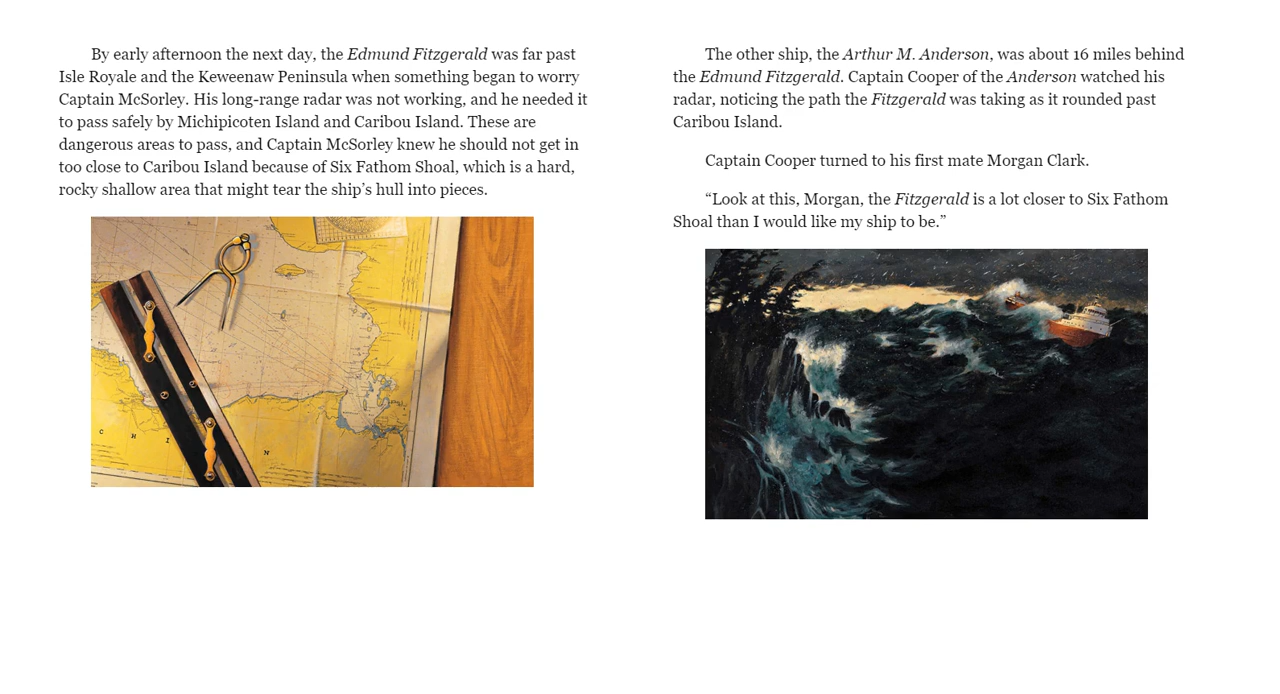 By early afternoon the next day, the Edmund Fitzgerald was far past
Isle Royale and the Keweenaw Peninsula when something began to worry
Captain McSorley. His long-range radar was not working, and he needed it
to pass safely by Michipicoten Island and Caribou Island. These are
dangerous areas to pass, and Captain McSorley knew he should not get in
too close to Caribou Island because of Six Fathom Shoal, which is a hard,
rocky shallow area that might tear the ship’s hull into pieces.
C H I
N
The other ship, the Arthur M. Anderson, was about 16 miles behind
the Edmund Fitzgerald. Captain Cooper of the Anderson watched his
radar, noticing the path the Fitzgerald was taking as it rounded past
Caribou Island.
Captain Cooper turned to his first mate Morgan Clark.
“Look at this, Morgan, the Fitzgerald is a lot closer to Six Fathom
Shoal than I would like my ship to be.”